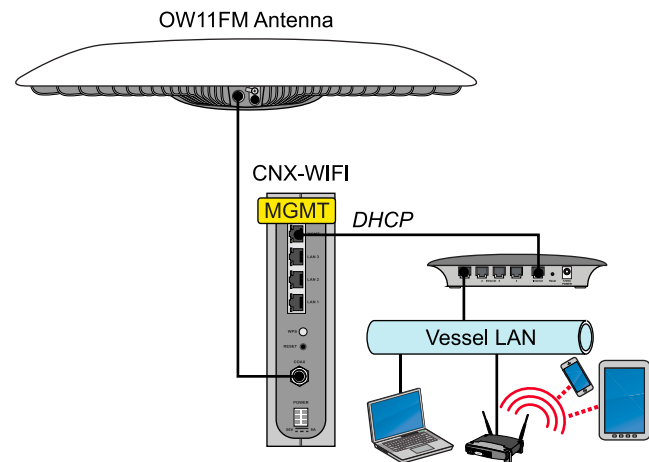 OW11FM Antenna
CNX-WIFI
MGMT
DHCP
LAN 3
LAN 2
LAN 1
WPS
RESET
COAX
POWER
Vessel LAN